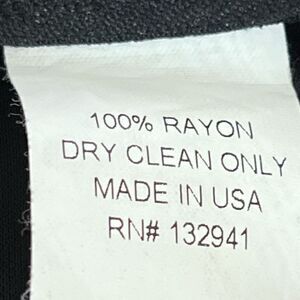 100% RAYON
DRY CLEAN ONLY
MADE IN USA
RN# 132941